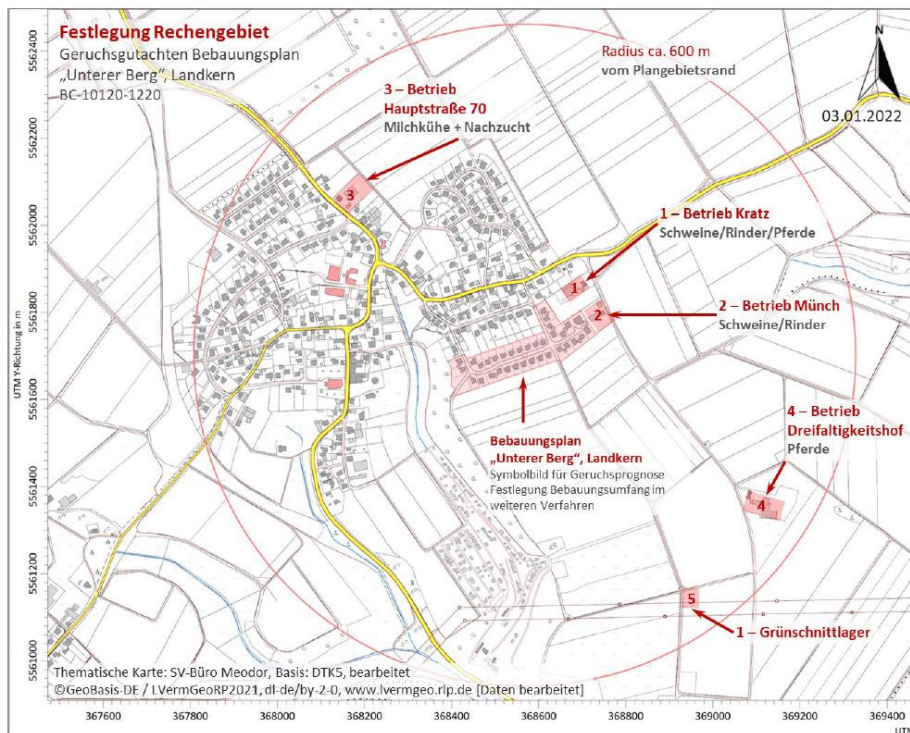 Festlegung Rechengebiet
Geruchsgutachten Bebauungsplan
„Unterer Berg“, Landkern
BC-10120-1220
Radius ca. 600 m
vom Plangebietsrand
N
03.01.2022
3 – Betrieb
Hauptstraße 70
Milchkühe + Nachzucht
3
1 – Betrieb Kratz
Schweine/Rinder/Pferde
1
2
2 – Betrieb Münch
Schweine/Rinder
4 – Betrieb
Dreifaltigkeitshof
Pferde
4
Bebauungsplan
„Unterer Berg“, Landkern
Symbolbild für Geruchsprognose
Festlegung Bebauungsumfang im
weiteren Verfahren
5
1 – Grünschnittlager
Thematische Karte: SV-Büro Meodor, Basis: DTK5, bearbeitet
©GeoBasis-DE / LVermGeoRP2021, dl-de/by-2-0, www.lvermgeo.rlp.de [Daten bearbeitet]
UTM Y-Richtung in m
5562400
5562200
5562000
5561800
5561600
5561400
5561200
5561000
367600 367800 368000 368200 368400 368600 368800 369000 369200 369400
UTM